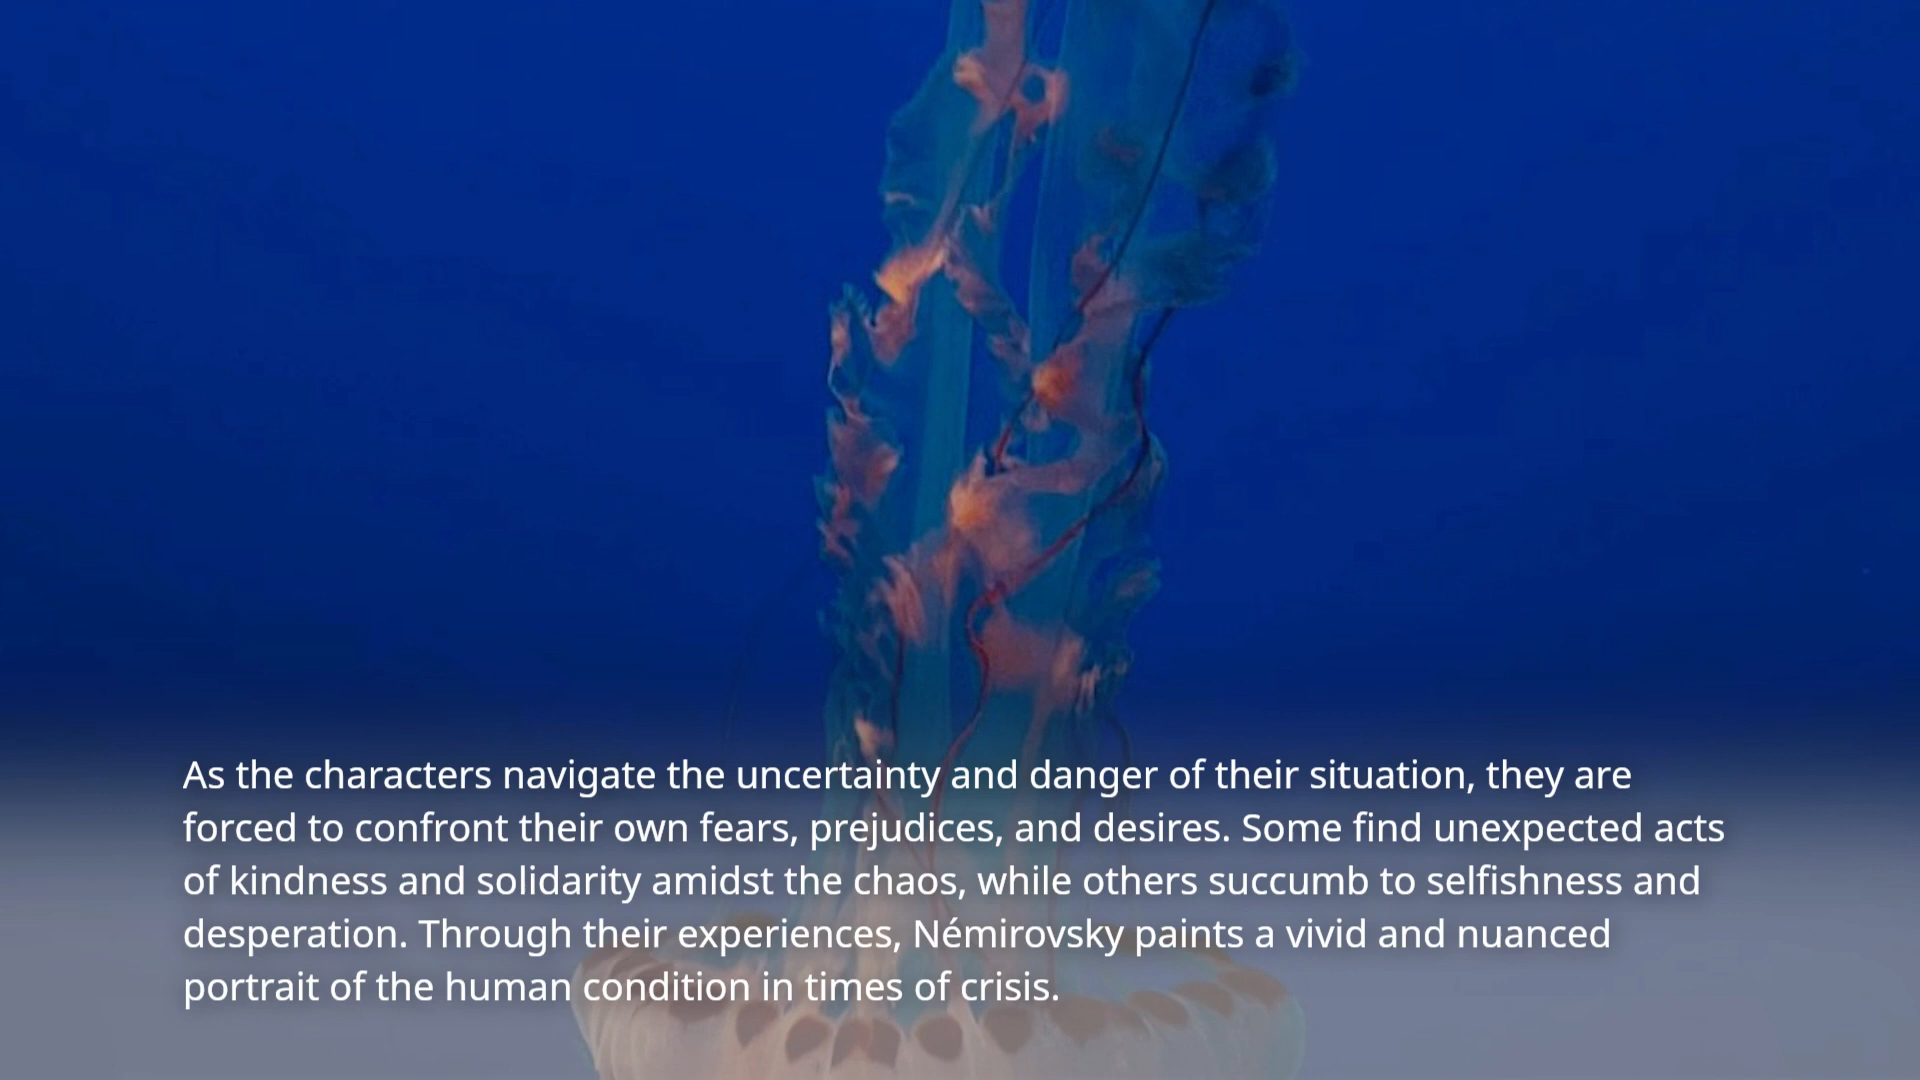 As the characters navigate the uncertainty and danger of their situation, they are
forced to confront their own fears, prejudices, and desires. Some find unexpected acts
of kindness and solidarity amidst the chaos, while others succumb to selfishness and
desperation. Through their experiences, Némirovsky paints a vivid and nuanced
portrait of the human condition in times of crisis.